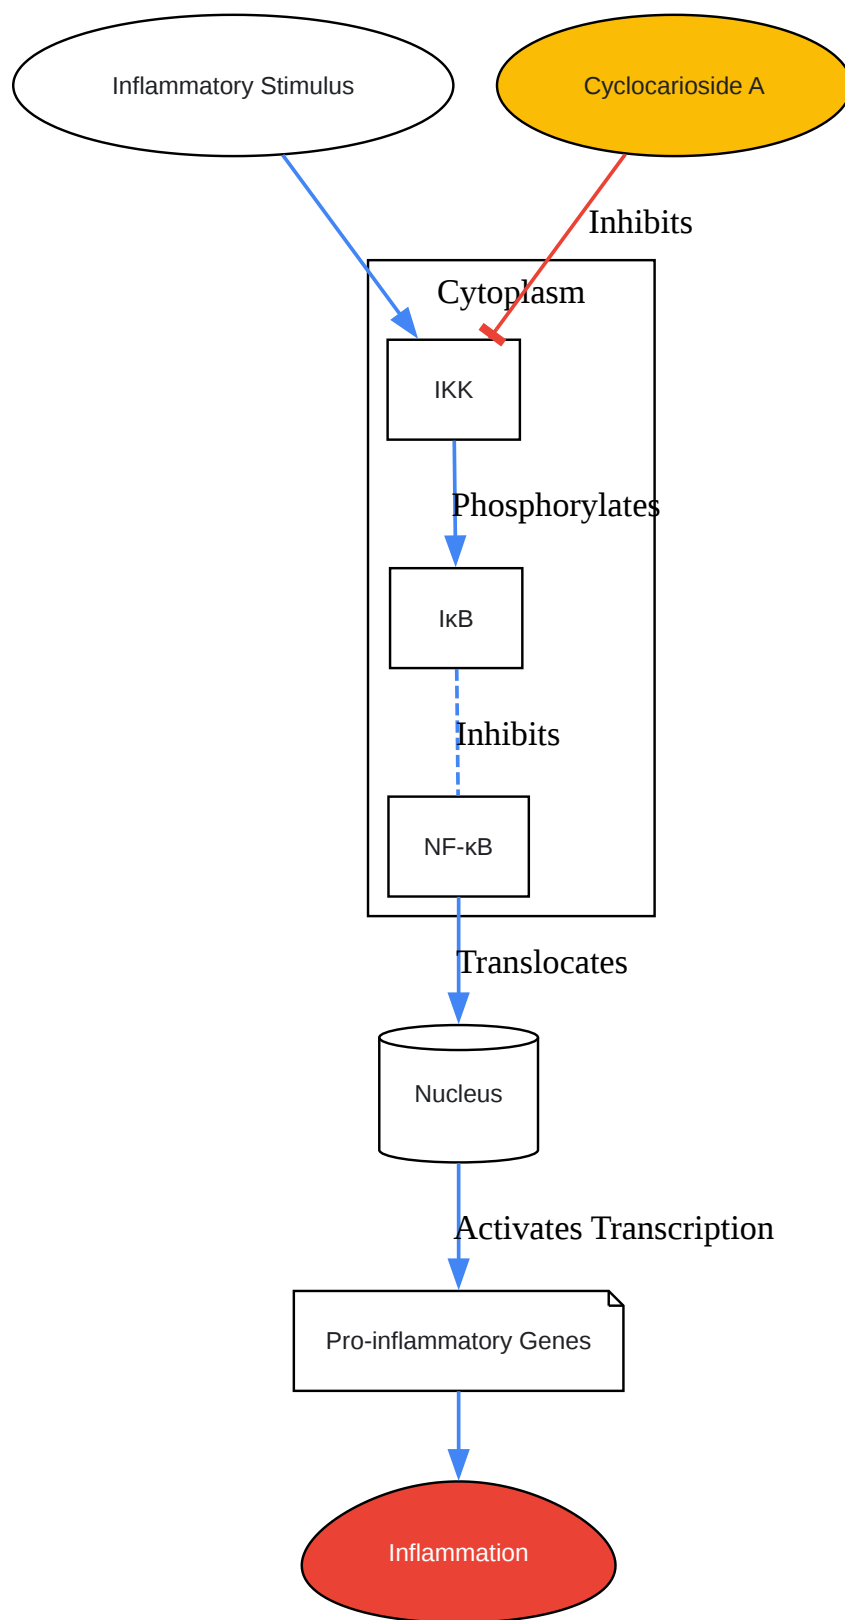 Inflammatory Stimulus
Cyclocarioside A
Inhibits
Cytoplasm
IKK
Phosphorylates
IκB
Inhibits
NF-κB
Translocates
Nucleus
Activates Transcription
Pro-inflammatory Genes
Inflammation